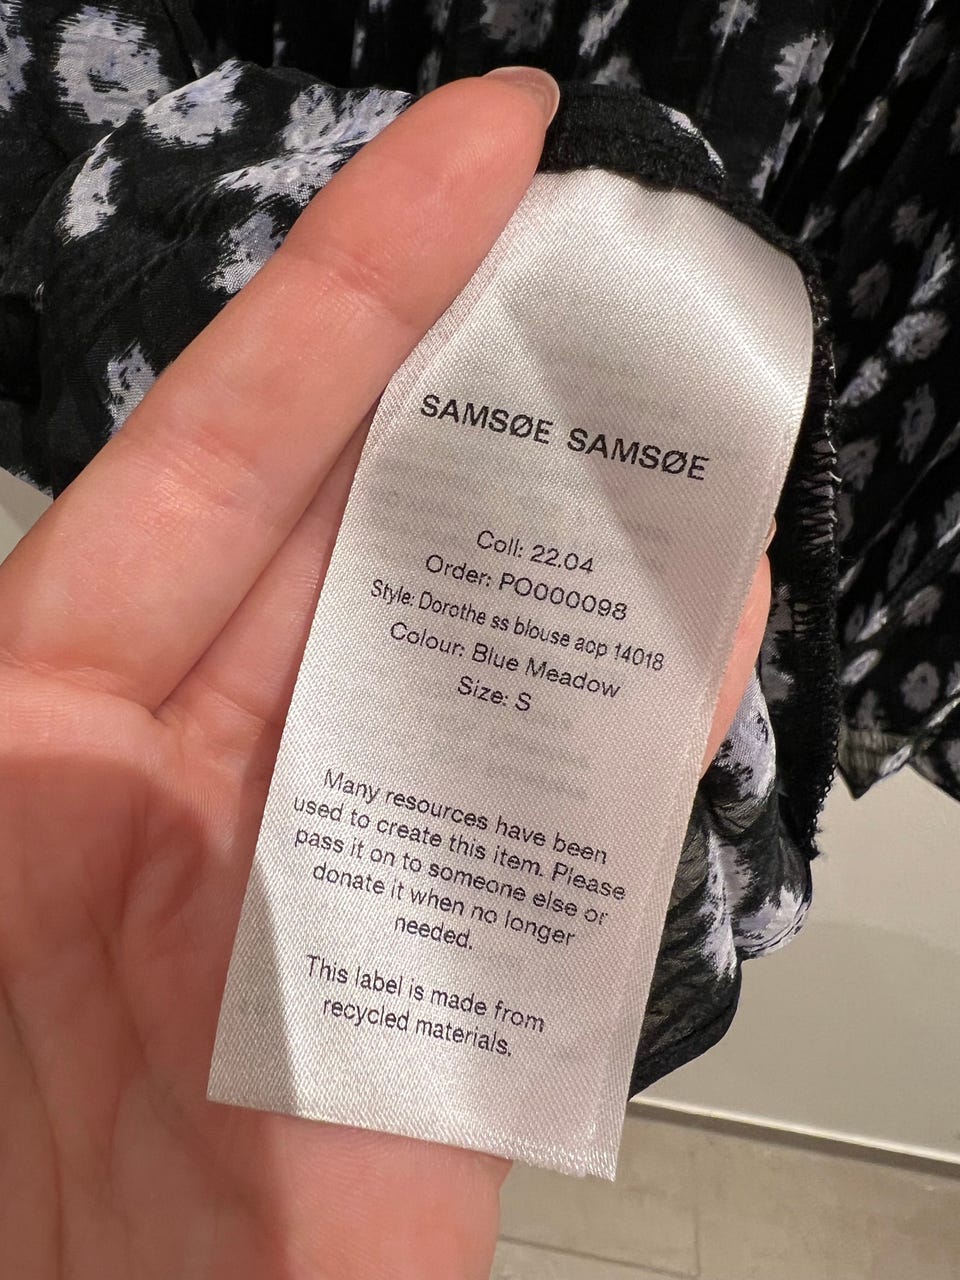 SAMSØE SAMSØE
Coll: 22.04
Order: PO000098
Style: Dorothe ss blouse aop 14018
Colour: Blue Meadow
Size: S
Many resources have been
used to create this item. Please
pass it on to someone else or
donate it when no longer
needed.
This label is made from
recycled materials.